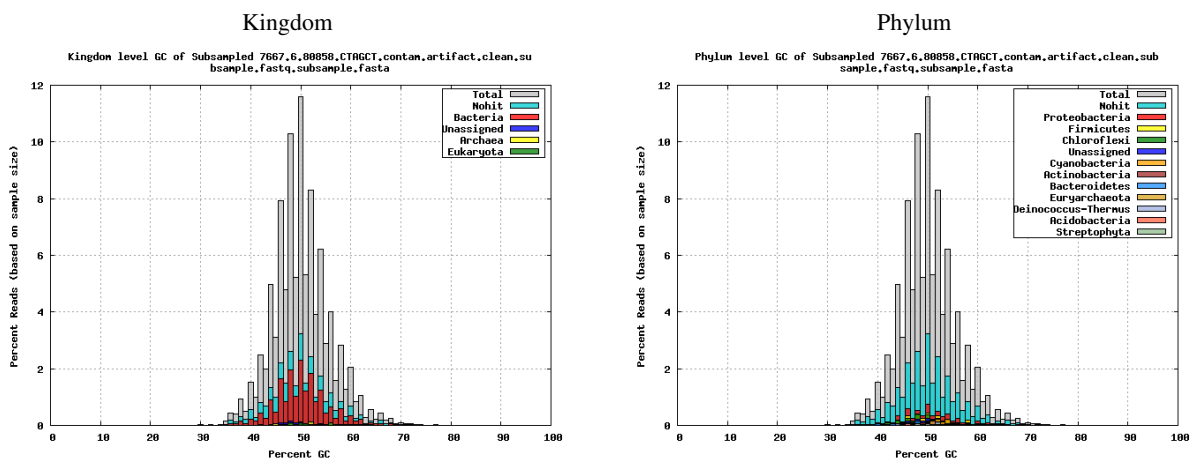 Kingdom
Kingdom level GC of Subsampled 7667.6.80858.CTAGCT.contam.artifact.clean.su
bsample.fastq.subsample.fasta
Percent Reads (based on sample size)
12
10
8
6
4
2
0
Total
Nohit
Bacteria
Unassigned
Archaea
Eukaryota
0 10 20 30 40 50 60 70 80 90 100
Percent GC
Phylum
Phylum level GC of Subsampled 7667.6.80858.CTAGCT.contam.artifact.clean.sub
sample.fastq.subsample.fasta
Percent Reads (based on sample size)
12
10
8
6
4
2
0
Total
Nohit
Proteobacteria
Firmicutes
Chloroflexi
Unassigned
Cyanobacteria
Actinobacteria
Bacteroidetes
Euryarchaeota
Deinococcus-Thermus
Acidobacteria
Streptophyta
0 10 20 30 40 50 60 70 80 90 100
Percent GC